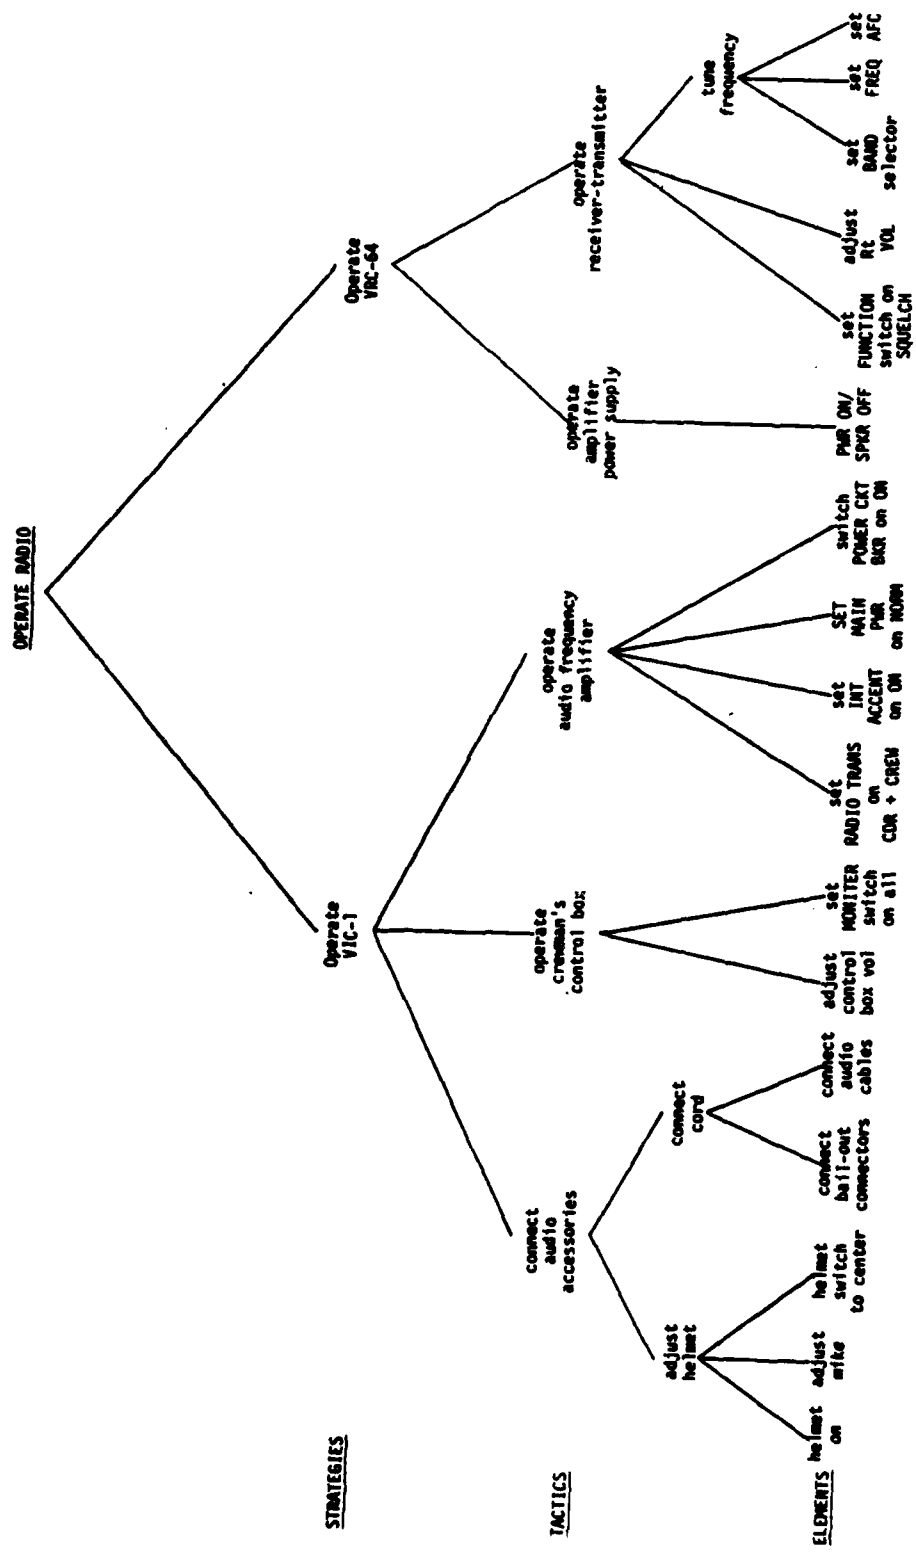 OPERATE RADIO
STRATEGIES
Operate
VIC-1
Operate
VRC-64
TACTICS
connect
audio
accessories
operate
crewman's
control box
operate
audio frequency
amplifier
operate
amplifier
power supply
operate
receiver-transmitter
adjust
helmet
connect
cord
tune
frequency
ELEMENTS
helmet
on
adjust
mike
helmet
switch
to center
connect
bail-out
connectors
connect
audio
cables
adjust
control
box vol
set
MONITER
switch
on all
set
RADIO TRANS
on
CDR + CREW
set
INT
ACCENT
on ON
SET
MAIN
PWR
on NORM
switch
POWER CKT
BKR on ON
PWR ON/
SPKR OFF
set
FUNCTION
switch on
SQUELCH
adjust
Rt
VOL
set
BAND
selector
set
FREQ
set
AFC